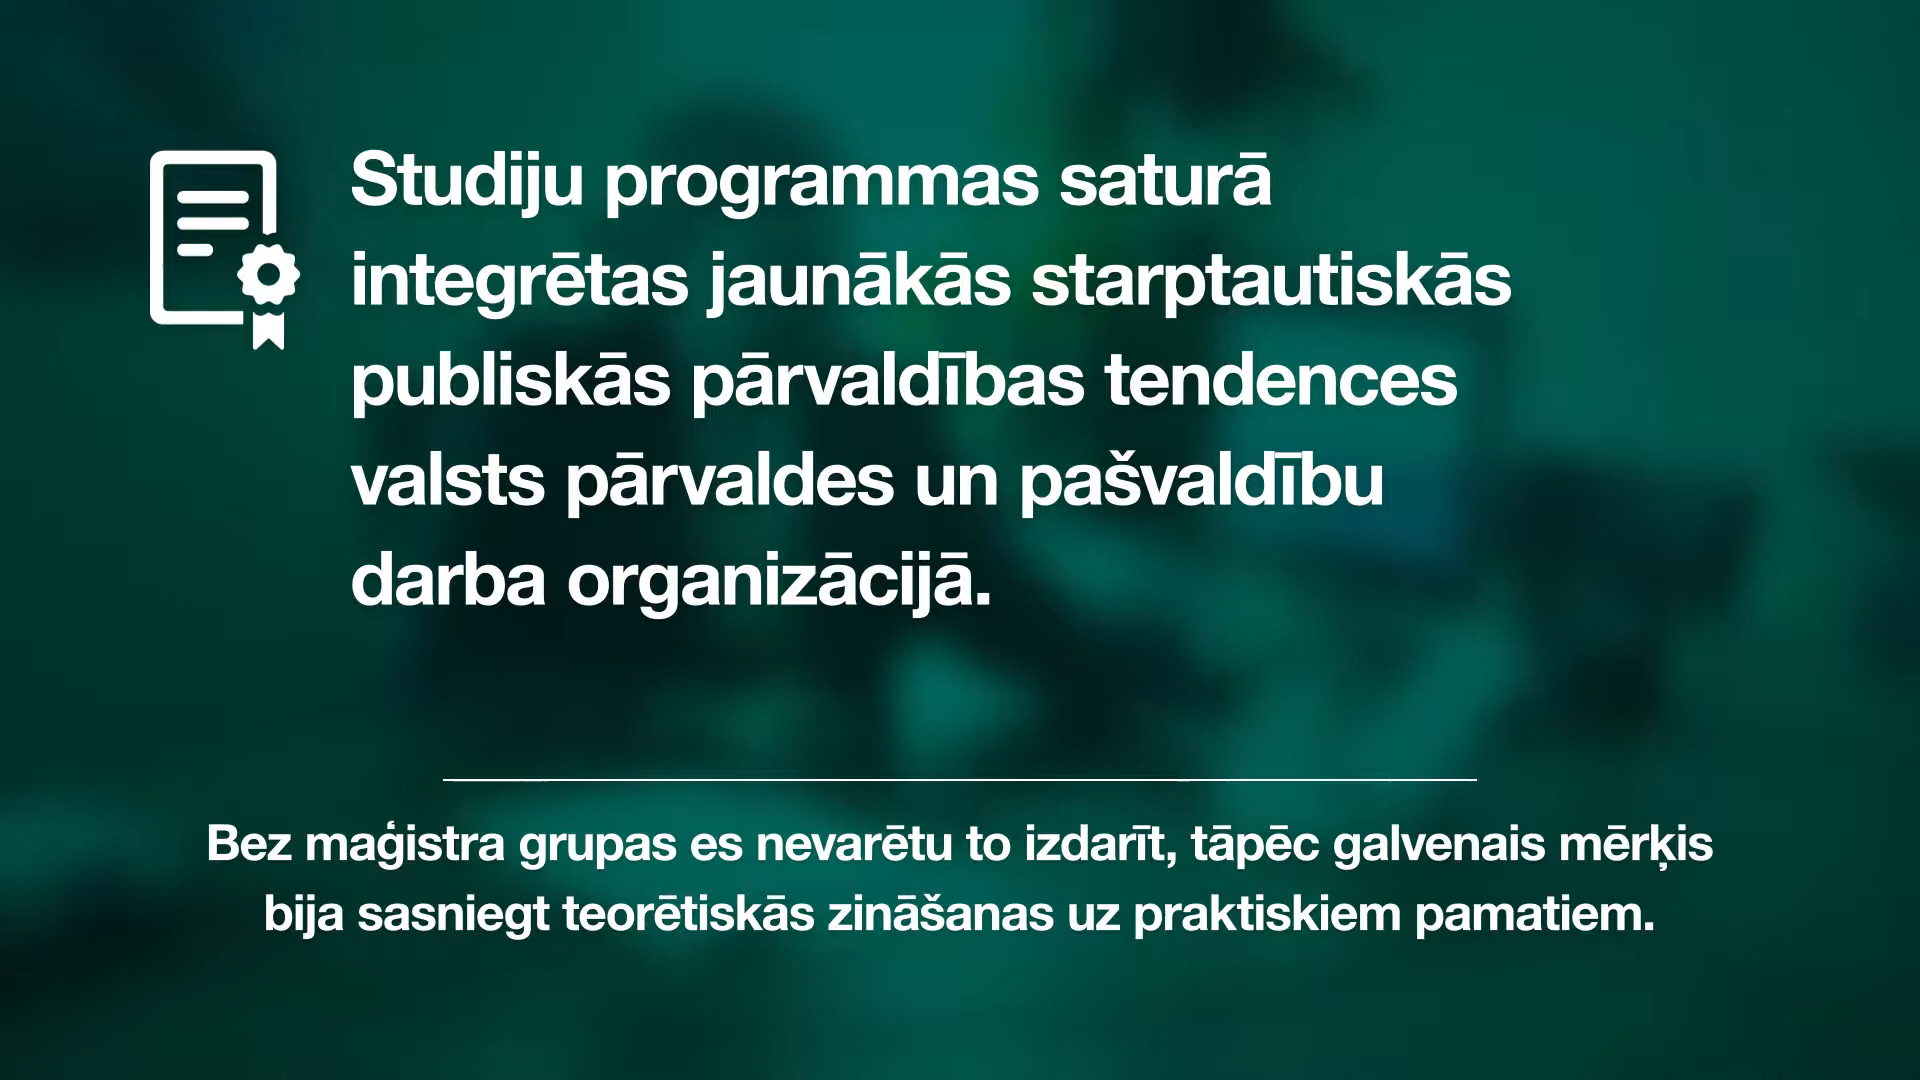 Studiju programmas saturā
integrētas jaunākās starptautiskās
publiskās pārvaldības tendences
valsts pārvaldes un pašvaldību
darba organizācijā.
Bez maģistra grupas es nevarētu to izdarīt, tāpēc galvenais mērķis
bija sasniegt teorētiskās zināšanas uz praktiskiem pamatiem.